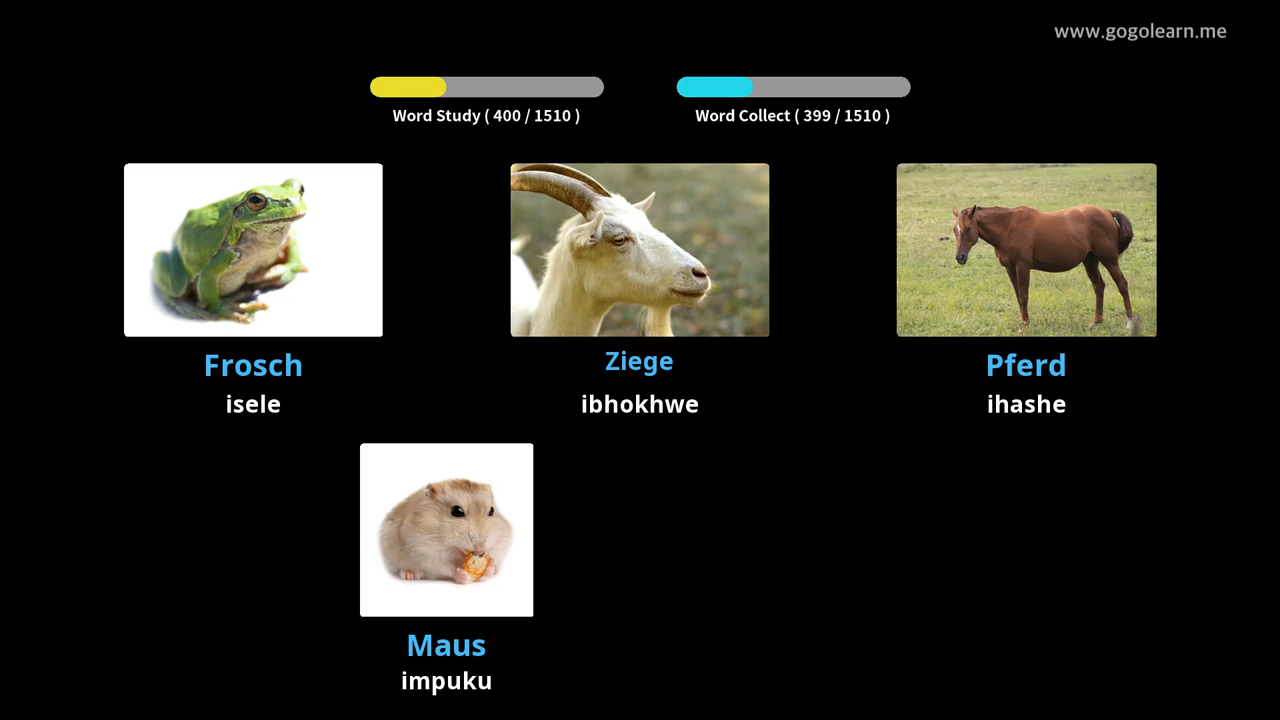 www.gogolearn.me
Word Study ( 400 / 1510 )
Word Collect ( 399 / 1510 )
Frosch
isele
Ziege
ibhokhwe
Pferd
ihashe
Maus
impuku